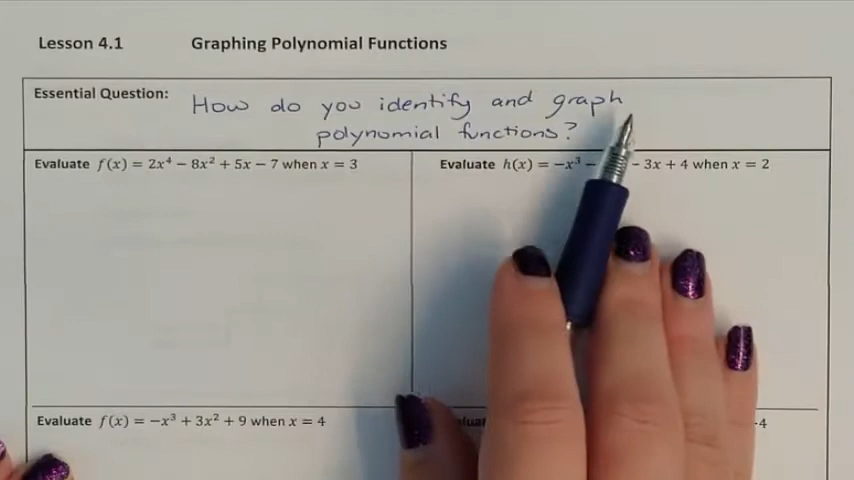 Lesson 4.1 Graphing Polynomial Functions
Essential Question: How do you identify and graph
polynomial functions?
Evaluate f(x) = 2x⁴ − 8x² + 5x − 7 when x = 3
Evaluate h(x) = −x³ − − 3x + 4 when x = 2
Evaluate f(x) = −x³ + 3x² + 9 when x = 4
-4